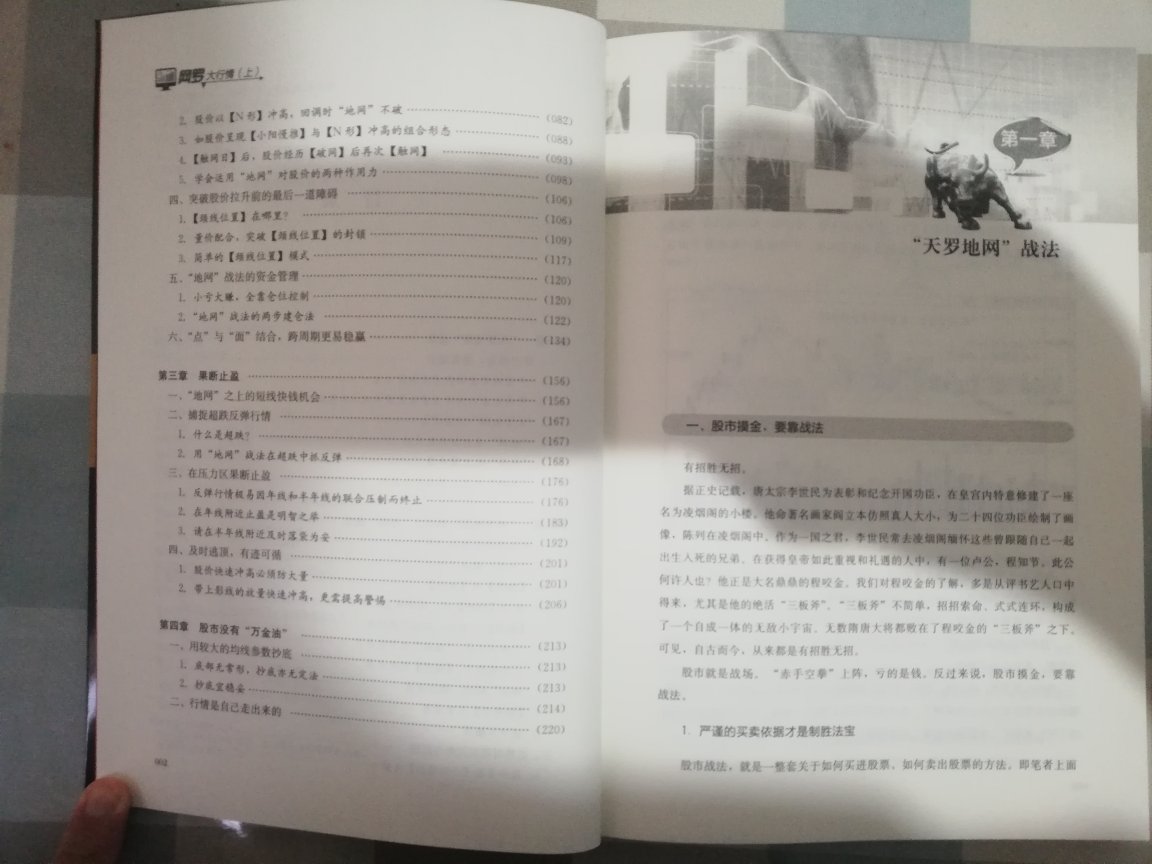 网罗大行情（上）
2. 股价以【N 形】冲高，回调时“地网”不破 ……（082）
3. 如股价呈现【小阳慢推】与【N 形】冲高的组合形态 ……（088）
4.【触网日】后，股价经历【破网】后再次【触网】 ……（093）
5. 学会运用“地网”对股价的两种作用力 ……（098）
四、突破股价拉升前的最后一道障碍 ……（106）
1.【颈线位置】在哪里？ ……（106）
2. 量价配合，突破【颈线位置】的封锁 ……（109）
3. 简单的【颈线位置】模式 ……（117）
五、“地网”战法的资金管理 ……（120）
1. 小亏大赚，全靠仓位控制 ……（120）
2.“地网”战法的两步建仓法 ……（122）
六、“点”与“面”结合，跨周期更易稳赢 ……（134）
第三章 果断止盈 ……（156）
一、“地网”之上的短线快钱机会 ……（156）
二、捕捉超跌反弹行情 ……（167）
1. 什么是超跌？ ……（167）
2. 用“地网”战法在超跌中抓反弹 ……（168）
三、在压力区果断止盈 ……（176）
1. 反弹行情极易因年线和半年线的联合压制而终止 ……（176）
2. 在年线附近止盈是明智之举 ……（183）
3. 请在半年线附近及时落袋为妥 ……（192）
四、及时逃顶，有迹可循 ……（201）
1. 股价快速冲高必须防大量 ……（201）
2. 带上影线的放量快速冲高，更需提高警惕 ……（206）
第四章 股市没有“万金油” ……（213）
一、用较大的均线参数抄底 ……（213）
1. 底部无常形，抄底亦无定法 ……（213）
2. 抄底宜稳妥 ……（214）
二、行情是自己走出来的 ……（220）
002
第一章
“天罗地网”战法
一、股市摸金，要靠战法
有招胜无招。
据正史记载，唐太宗李世民为表彰和纪念开国功臣，在皇宫内特意修建了一座
名为凌烟阁的小楼。他命著名画家阎立本仿照真人大小，为二十四位功臣绘制了画
像，陈列在凌烟阁中。作为一国之君，李世民常去凌烟阁缅怀这些曾跟随自己一起
出生入死的兄弟。在获得皇帝如此重视和礼遇的人中，有一位卢公，程知节。此公
何许人也？他正是大名鼎鼎的程咬金。我们对程咬金的了解，多是从评书艺人口中
得来，尤其是他的绝活“三板斧”。“三板斧”不简单，招招索命、式式连环，构成
了一个自成一体的无敌小宇宙。无数隋唐大将都败在了程咬金的“三板斧”之下。
可见，自古而今，从来都是有招胜无招。
股市就是战场。“赤手空拳”上阵，亏的是钱。反过来说，股市摸金，要靠
战法。
1. 严谨的买卖依据才是制胜法宝
股市战法，就是一整套关于如何买进股票、如何卖出股票的方法。即笔者上面